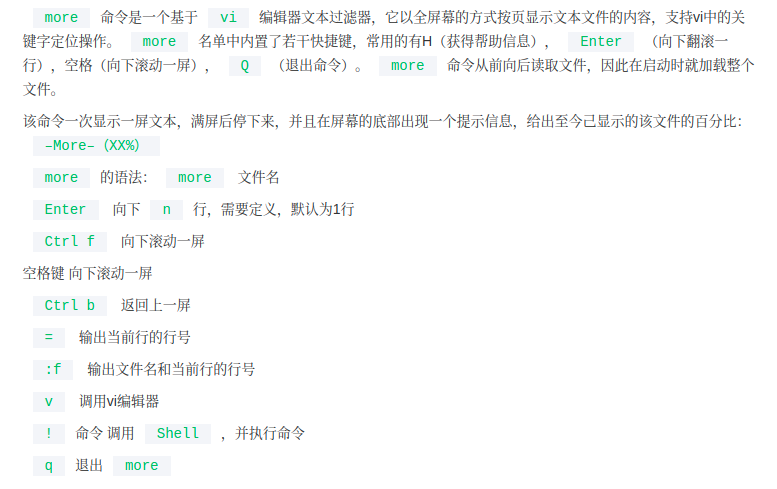 more 命令是一个基于 vi 编辑器文本过滤器，它以全屏幕的方式按页显示文本文件的内容，支持vi中的关
键字定位操作。 more 名单中内置了若干快捷键，常用的有H（获得帮助信息）， Enter （向下翻滚一
行），空格（向下滚动一屏）， Q （退出命令）。 more 命令从前向后读取文件，因此在启动时就加载整个
文件。
该命令一次显示一屏文本，满屏后停下来，并且在屏幕的底部出现一个提示信息，给出至今己显示的该文件的百分比：
–More–（XX%）
more 的语法： more 文件名
Enter 向下 n 行，需要定义，默认为1行
Ctrl f 向下滚动一屏
空格键 向下滚动一屏
Ctrl b 返回上一屏
= 输出当前行的行号
:f 输出文件名和当前行的行号
v 调用vi编辑器
! 命令 调用 Shell ，并执行命令
q 退出 more